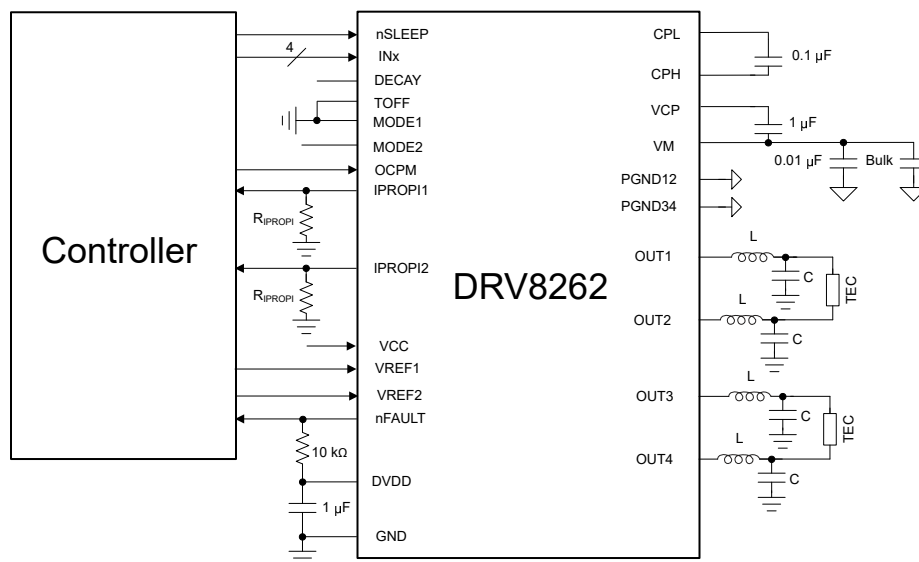 Controller
4
nSLEEP
INx
DECAY
TOFF
MODE1
MODE2
OCPM
IPROPI1
RIPROPI
IPROPI2
RIPROPI
VCC
VREF1
VREF2
nFAULT
10 kΩ
DVDD
1 µF
GND
DRV8262
CPL
0.1 µF
CPH
VCP
1 µF
VM
0.01 µF
Bulk
PGND12
PGND34
OUT1
L
C
TEC
L
OUT2
C
OUT3
L
C
TEC
L
OUT4
C